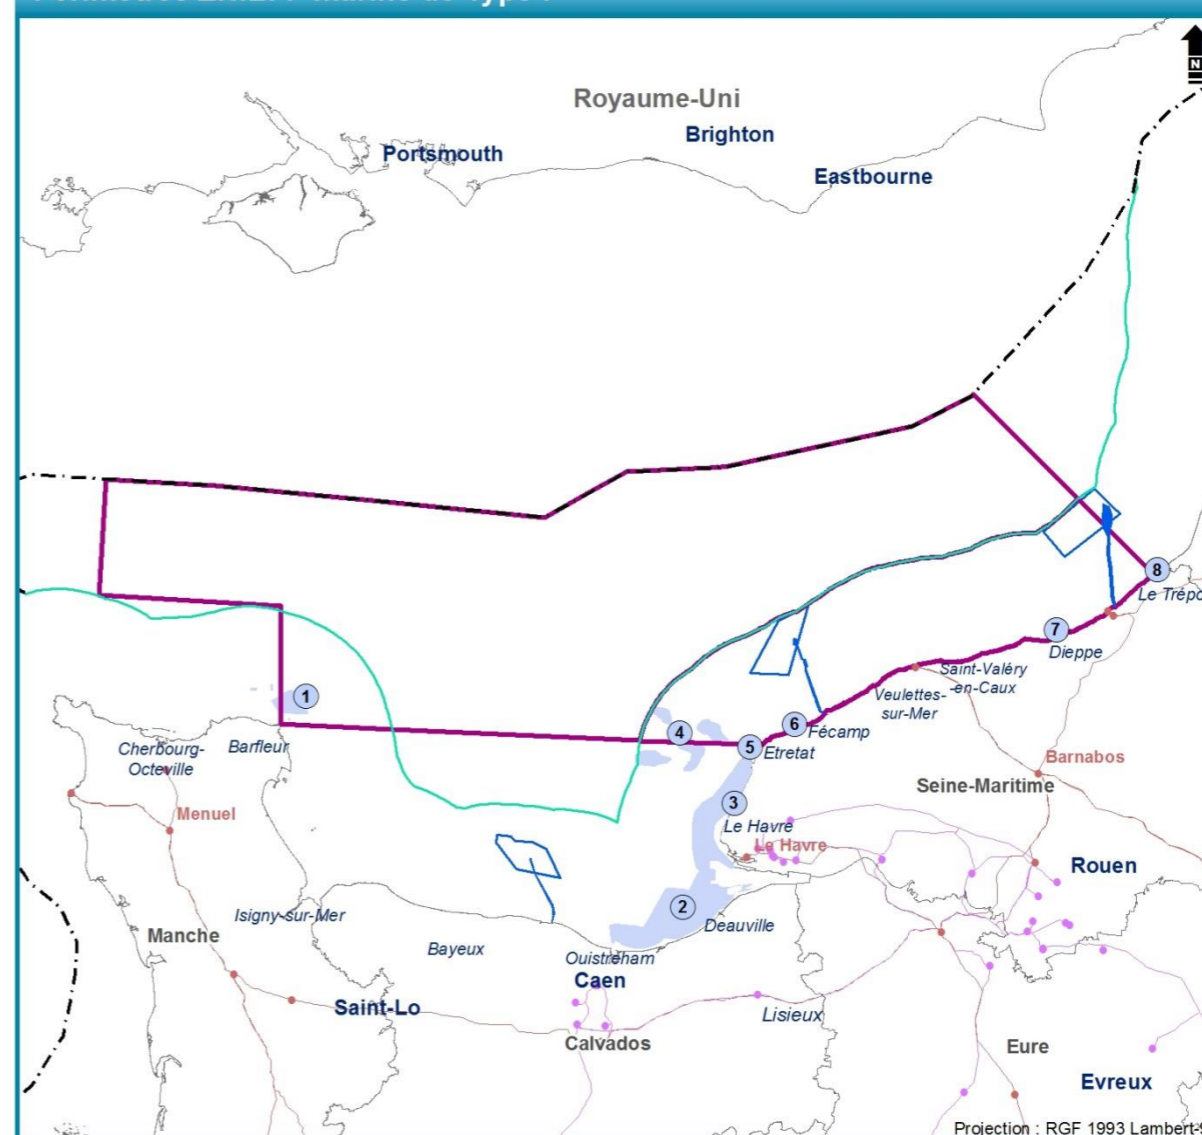 Royaume-Uni
Brighton
Portsmouth
Eastbourne
N
8
Le Trépo
7
Dieppe
Saint-Valéry
-en-Caux
Veulettes-
sur-Mer
1
6
Fécamp
4
5
Etretat
Cherbourg-
Octeville
Barfleur
Barnabos
Seine-Maritime
3
Menuel
Le Havre
Le Havre
Rouen
2
Isigny-sur-Mer
Deauville
Manche
Bayeux
Ouistreham
Caen
Saint-Lo
Lisieux
Calvados
Eure
Evreux
Projection : RGF 1993 Lambert-